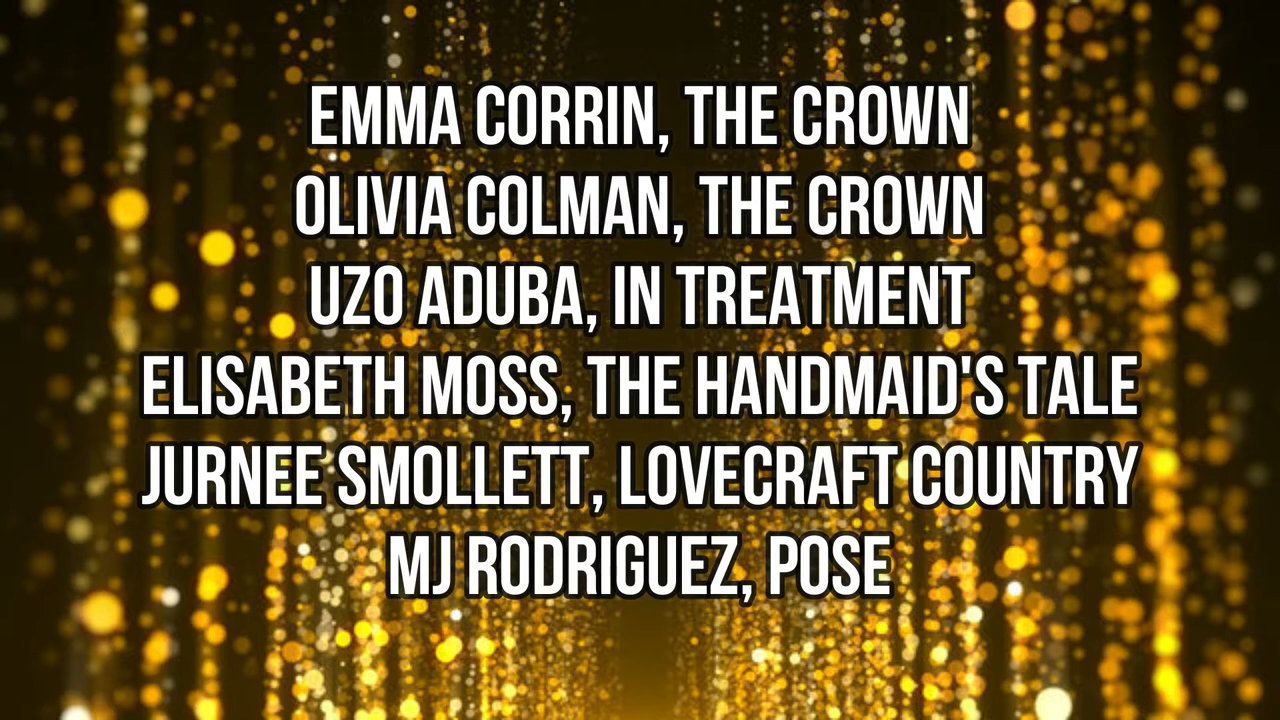 EMMA CORRIN, THE CROWN
OLIVIA COLMAN, THE CROWN
UZO ADUBA, IN TREATMENT
ELISABETH MOSS, THE HANDMAID'S TALE
JURNEE SMOLLETT, LOVECRAFT COUNTRY
MJ RODRIGUEZ, POSE